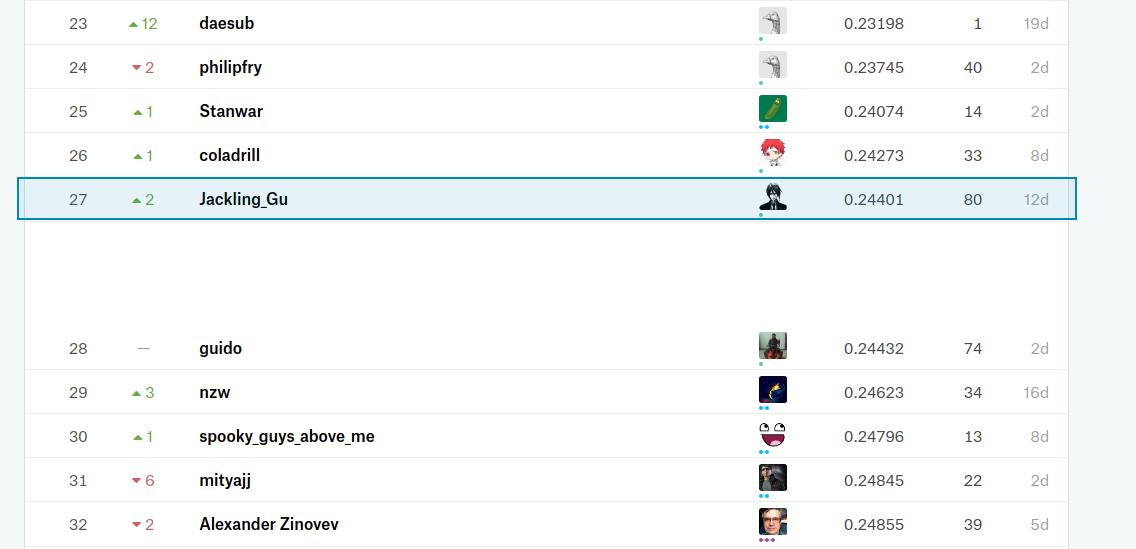 23 12 daesub 0.23198 1 19d
24 2 philipfry 0.23745 40 2d
25 1 Stanwar 0.24074 14 2d
26 1 coladrill 0.24273 33 8d
27 2 Jackling_Gu 0.24401 80 12d
28 — guido 0.24432 74 2d
29 3 nzw 0.24623 34 16d
30 1 spooky_guys_above_me 0.24796 13 8d
31 6 mityajj 0.24845 22 2d
32 2 Alexander Zinovev 0.24855 39 5d